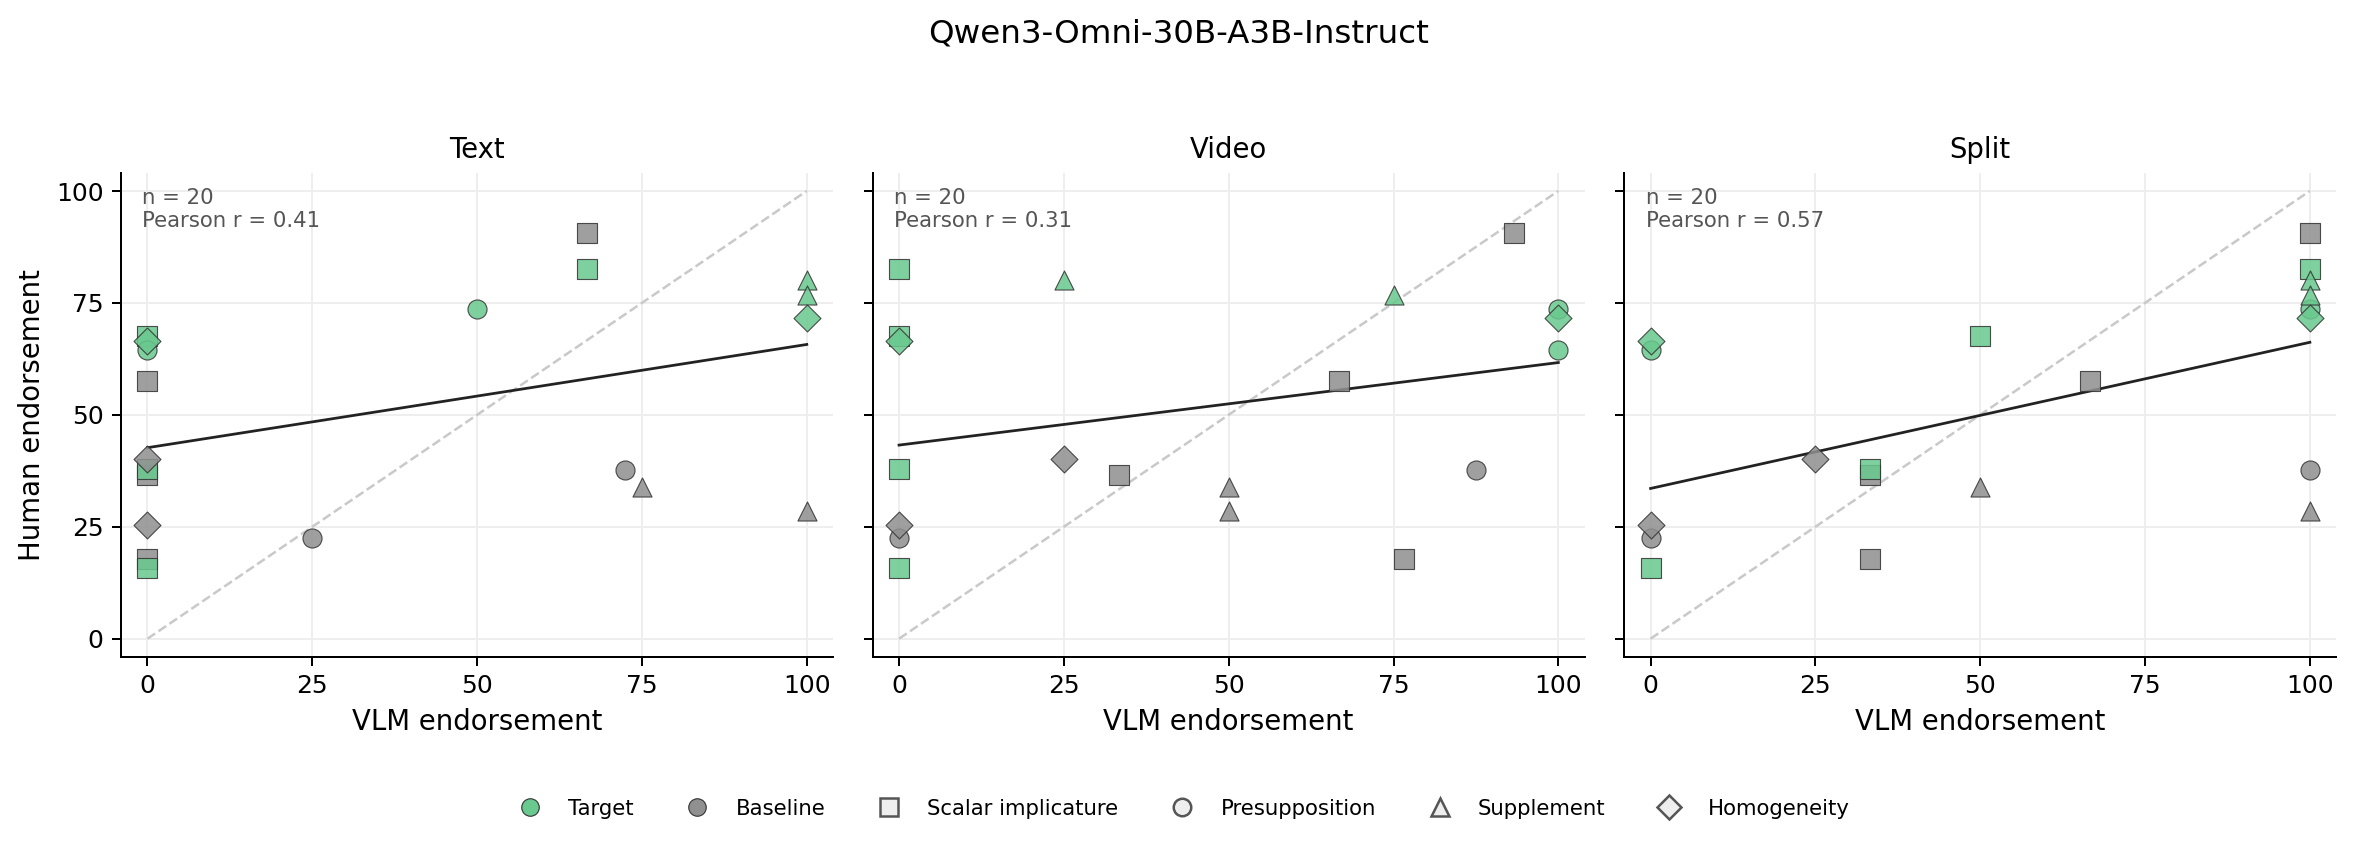 Qwen3-Omni-30B-A3B-Instruct
Text
Video
Split
n = 20
Pearson r = 0.41
n = 20
Pearson r = 0.31
n = 20
Pearson r = 0.57
Human endorsement
100
75
50
25
0
0 25 50 75 100
0 25 50 75 100
0 25 50 75 100
VLM endorsement
VLM endorsement
VLM endorsement
Target Baseline Scalar implicature Presupposition Supplement Homogeneity